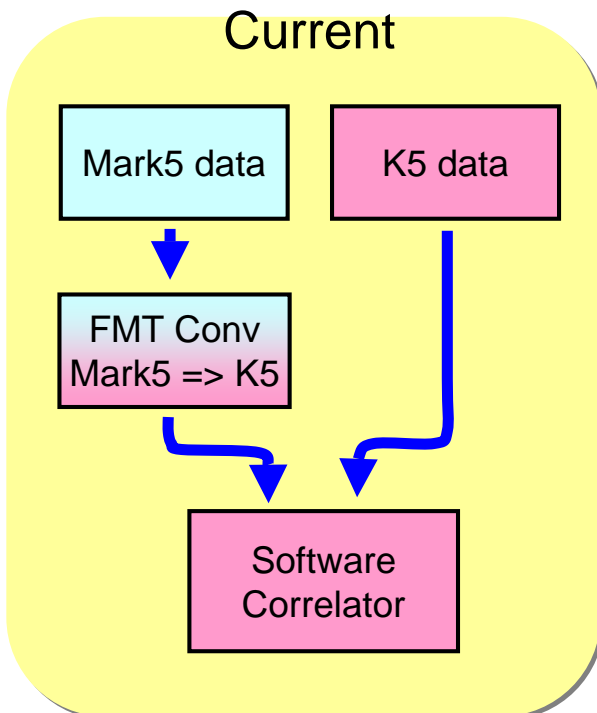 Current
Mark5 data
K5 data
FMT Conv
Mark5 => K5
Software
Correlator